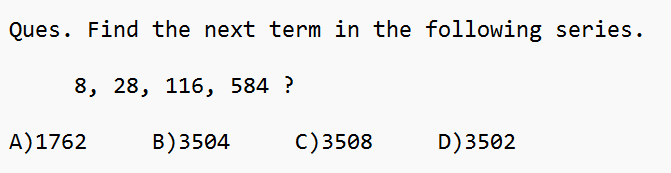 Ques. Find the next term in the following series.
8, 28, 116, 584 ?
A)1762 B)3504 C)3508 D)3502